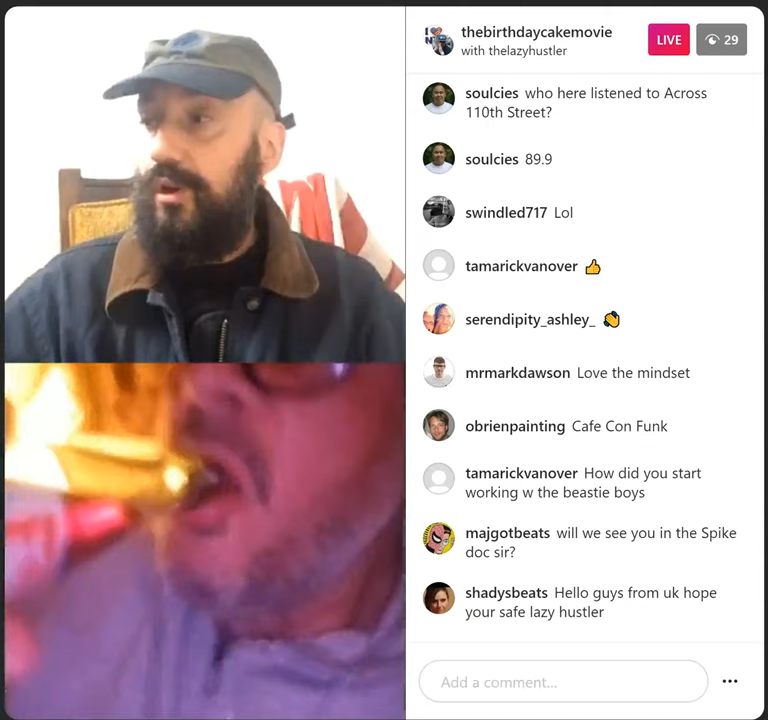 thebirthdaycakemovie
with thelazyhustler
LIVE
29
soulcies who here listened to Across
110th Street?
soulcies 89.9
swindled717 Lol
tamarickvanover 👍
serendipity_ashley_ 👏
mrmarkdawson Love the mindset
obrienpainting Cafe Con Funk
tamarickvanover How did you start
working w the beastie boys
majgotbeats will we see you in the Spike
doc sir?
shadysbeats Hello guys from uk hope
your safe lazy hustler
Add a comment...